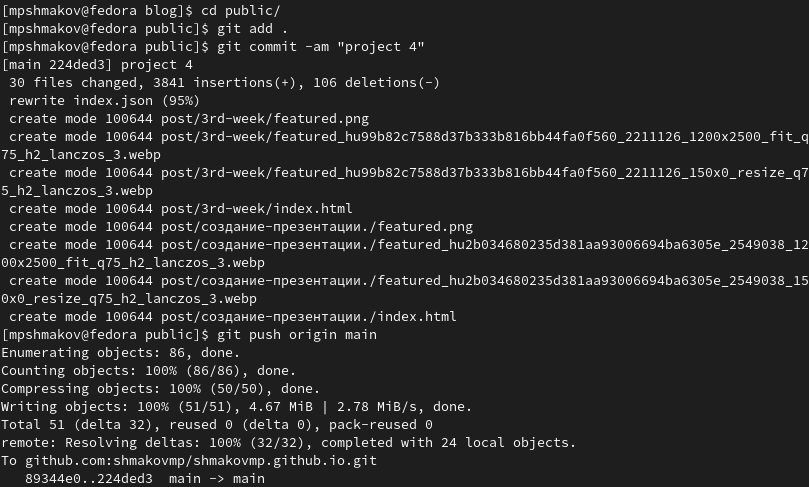 [mpshmakov@fedora blog]$ cd public/
[mpshmakov@fedora public]$ git add .
[mpshmakov@fedora public]$ git commit -am "project 4"
[main 224ded3] project 4
 30 files changed, 3841 insertions(+), 106 deletions(-)
 rewrite index.json (95%)
 create mode 100644 post/3rd-week/featured.png
 create mode 100644 post/3rd-week/featured_hu99b82c7588d37b333b816bb44fa0f560_2211126_1200x2500_fit_q
75_h2_lanczos_3.webp
 create mode 100644 post/3rd-week/featured_hu99b82c7588d37b333b816bb44fa0f560_2211126_150x0_resize_q7
5_h2_lanczos_3.webp
 create mode 100644 post/3rd-week/index.html
 create mode 100644 post/создание-презентации./featured.png
 create mode 100644 post/создание-презентации./featured_hu2b034680235d381aa93006694ba6305e_2549038_12
00x2500_fit_q75_h2_lanczos_3.webp
 create mode 100644 post/создание-презентации./featured_hu2b034680235d381aa93006694ba6305e_2549038_15
0x0_resize_q75_h2_lanczos_3.webp
 create mode 100644 post/создание-презентации./index.html
[mpshmakov@fedora public]$ git push origin main
Enumerating objects: 86, done.
Counting objects: 100% (86/86), done.
Compressing objects: 100% (50/50), done.
Writing objects: 100% (51/51), 4.67 MiB | 2.78 MiB/s, done.
Total 51 (delta 32), reused 0 (delta 0), pack-reused 0
remote: Resolving deltas: 100% (32/32), completed with 24 local objects.
To github.com:shmakovmp/shmakovmp.github.io.git
   89344e0..224ded3  main -> main